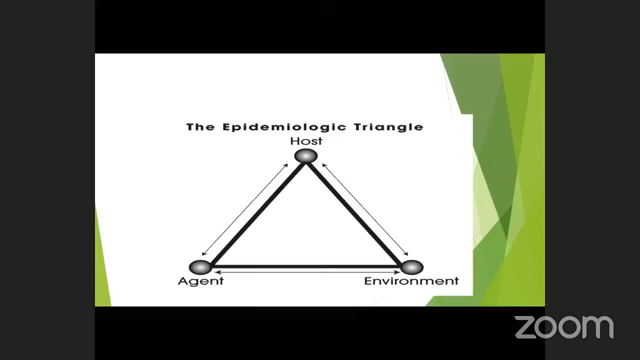 The Epidemiologic Triangle
Host
Agent
Environment
zoom